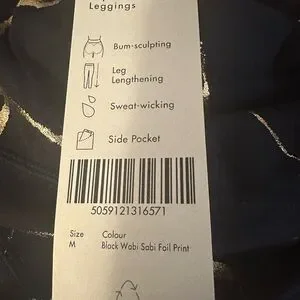 Leggings
Bum-sculpting
Leg
Lengthening
Sweat-wicking
Side Pocket
5059121316571
Size Colour
M Black Wabi Sabi Foil Print